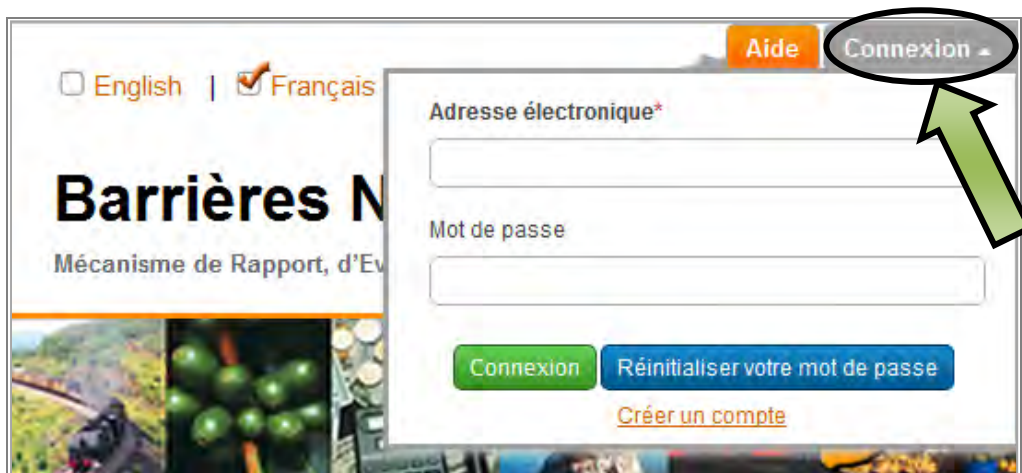 Aide Connexion
English | Français
Adresse électronique*
Barrières N
Mot de passe
Mécanisme de Rapport, d'Ev
Connexion Réinitialiser votre mot de passe
Créer un compte